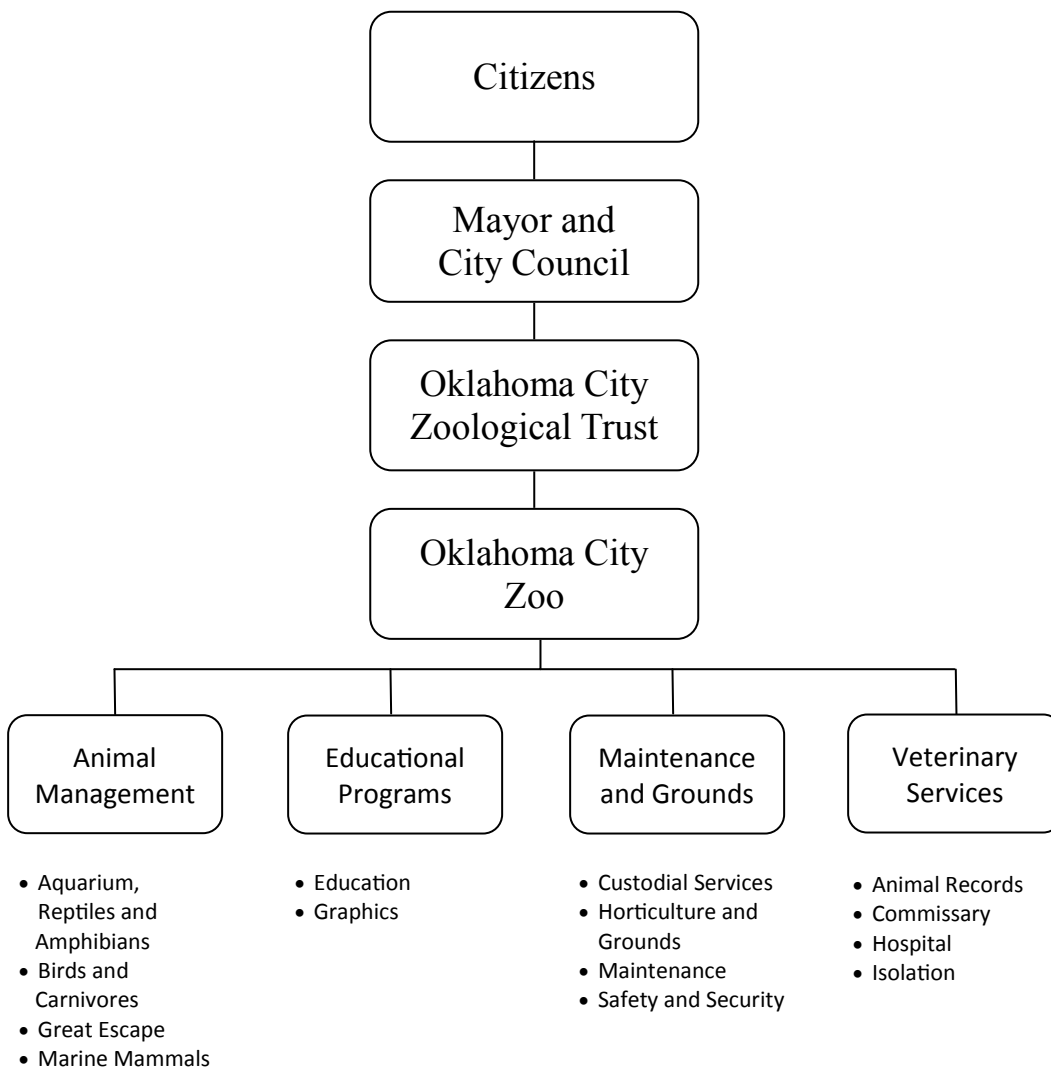 Citizens
Mayor and
City Council
Oklahoma City
Zoological Trust
Oklahoma City
Zoo
Animal
Management
Educational
Programs
Maintenance
and Grounds
Veterinary
Services
• Aquarium,
Reptiles and
Amphibians
• Birds and
Carnivores
• Great Escape
• Marine Mammals
• Education
• Graphics
• Custodial Services
• Horticulture and
Grounds
• Maintenance
• Safety and Security
• Animal Records
• Commissary
• Hospital
• Isolation